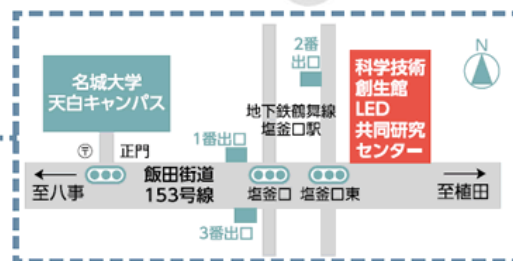 2番
出口
N
名城大学
天白キャンパス
科学技術
創生館
LED
共同研究
センター
地下鉄鶴舞線
塩釜口駅
1番出口
〒
正門
飯田街道
153号線
至八事
塩釜口
塩釜口東
至植田
3番出口